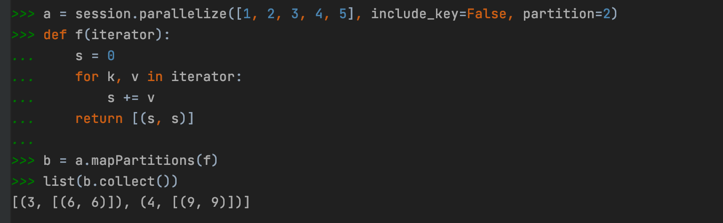 >>> a = session.parallelize([1, 2, 3, 4, 5], include_key=False, partition=2)
>>> def f(iterator):
...     s = 0
...     for k, v in iterator:
...         s += v
...     return [(s, s)]
...
>>> b = a.mapPartitions(f)
>>> list(b.collect())
[(3, [(6, 6)]), (4, [(9, 9)])]